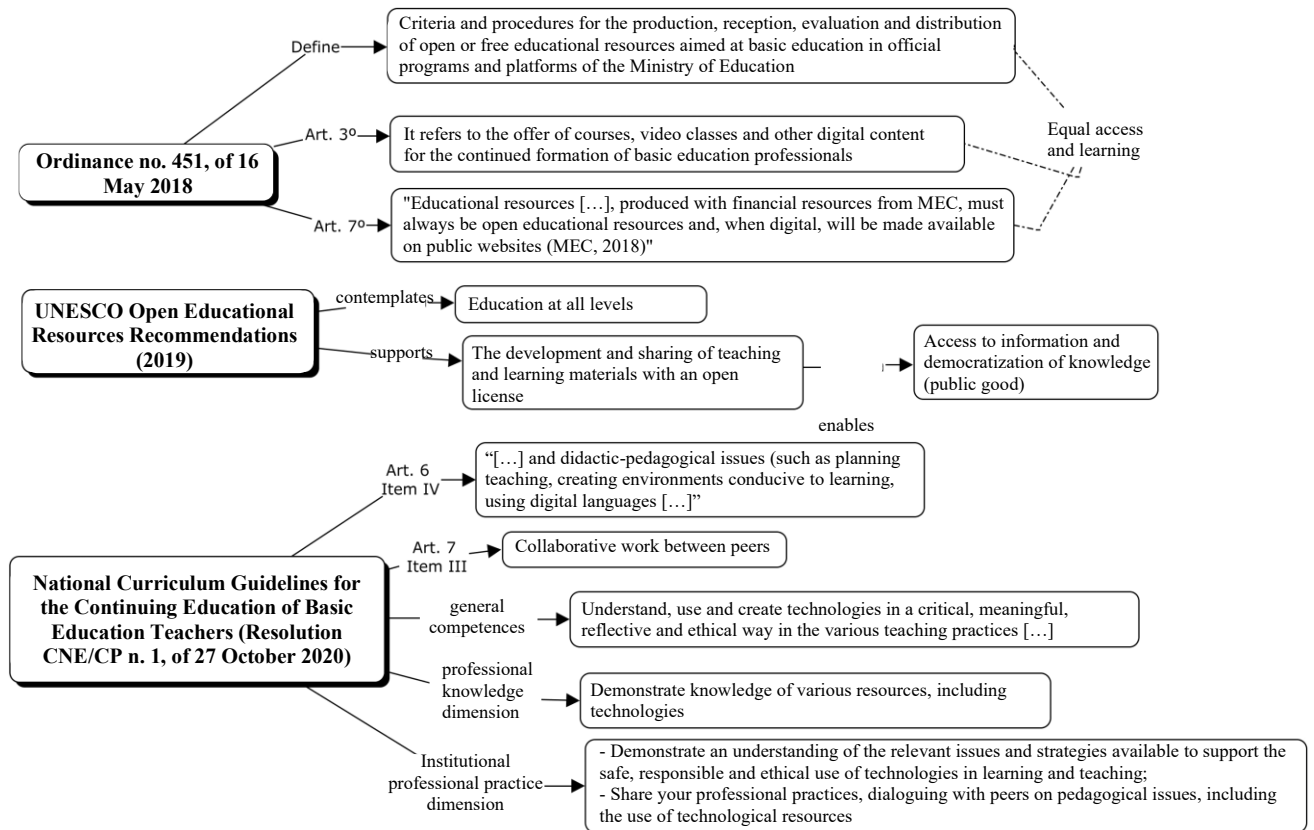 Criteria and procedures for the production, reception, evaluation and distribution
of open or free educational resources aimed at basic education in official
programs and platforms of the Ministry of Education
Define
Art. 3º
It refers to the offer of courses, video classes and other digital content
for the continued formation of basic education professionals
Equal access
and learning
Ordinance no. 451, of 16
May 2018
Art. 7º
"Educational resources […], produced with financial resources from MEC, must
always be open educational resources and, when digital, will be made available
on public websites (MEC, 2018)"
UNESCO Open Educational
Resources Recommendations
(2019)
contemplates
Education at all levels
supports
The development and sharing of teaching
and learning materials with an open
license
enables
Access to information and
democratization of knowledge
(public good)
Art. 6
Item IV
“[…] and didactic-pedagogical issues (such as planning
teaching, creating environments conducive to learning,
using digital languages […]”
Art. 7
Item III
Collaborative work between peers
National Curriculum Guidelines for
the Continuing Education of Basic
Education Teachers (Resolution
CNE/CP n. 1, of 27 October 2020)
general
competences
Understand, use and create technologies in a critical, meaningful,
reflective and ethical way in the various teaching practices […]
professional
knowledge
dimension
Demonstrate knowledge of various resources, including
technologies
Institutional
professional practice
dimension
- Demonstrate an understanding of the relevant issues and strategies available to support the
safe, responsible and ethical use of technologies in learning and teaching;
- Share your professional practices, dialoguing with peers on pedagogical issues, including
the use of technological resources